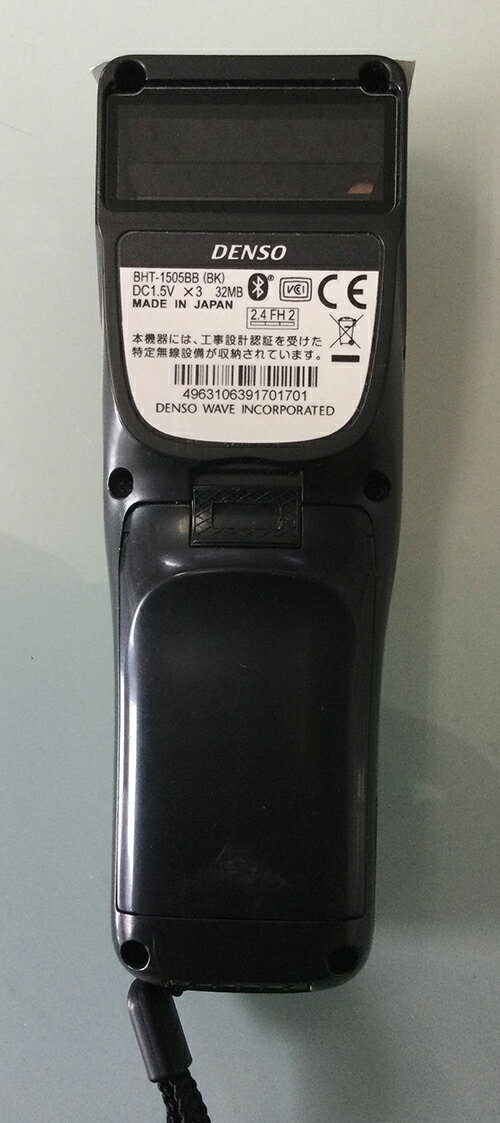 DENSO
BHT-1505BB (BK)
DC1.5V ×3 32MB
VCI
CE
MADE IN JAPAN
2.4 FH 2
本機器には、工事設計認証を受けた
特定無線設備が収納されています。
4963106391701701
DENSO WAVE INCORPORATED